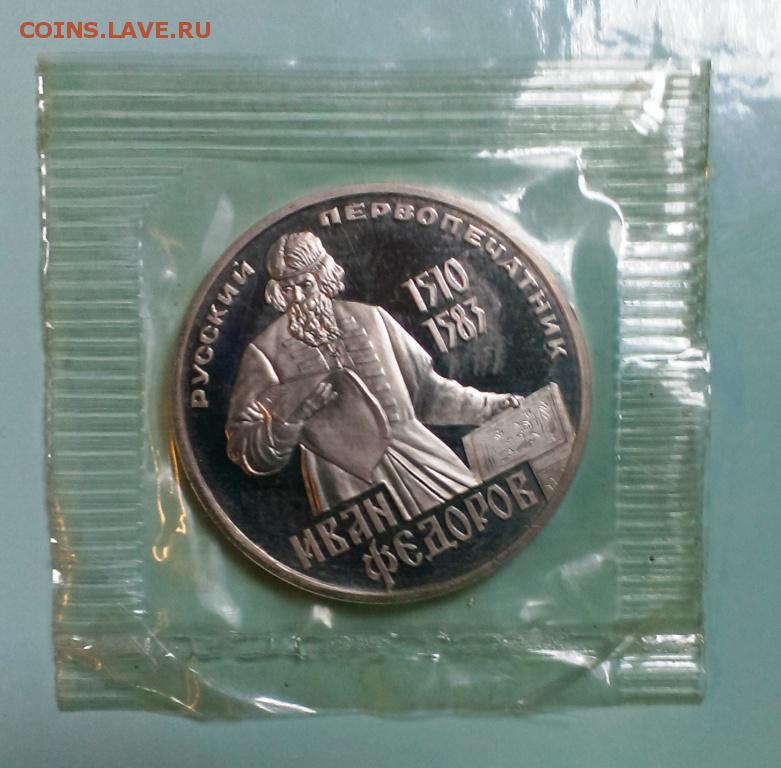 COINS.LAVE.RU
РУССКИЙ ПЕРВОПЕЧАТНИК
1510
1583
ИВАН
ФЕДОРОВ